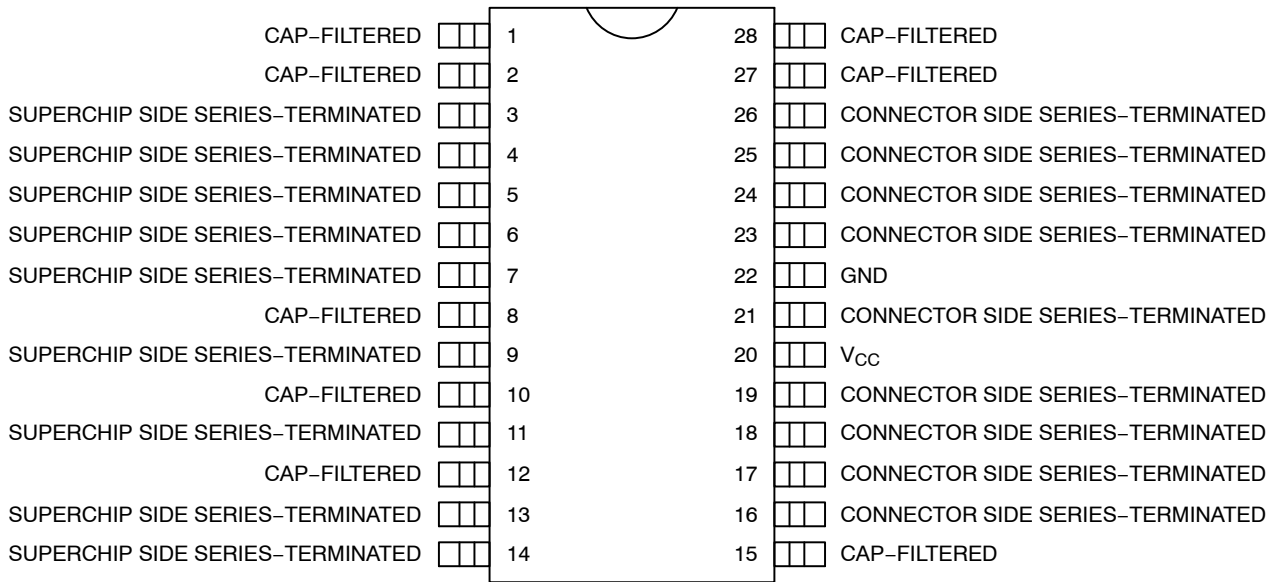 CAP−FILTERED 1 28 CAP−FILTERED
CAP−FILTERED 2 27 CAP−FILTERED
SUPERCHIP SIDE SERIES−TERMINATED 3 26 CONNECTOR SIDE SERIES−TERMINATED
SUPERCHIP SIDE SERIES−TERMINATED 4 25 CONNECTOR SIDE SERIES−TERMINATED
SUPERCHIP SIDE SERIES−TERMINATED 5 24 CONNECTOR SIDE SERIES−TERMINATED
SUPERCHIP SIDE SERIES−TERMINATED 6 23 CONNECTOR SIDE SERIES−TERMINATED
SUPERCHIP SIDE SERIES−TERMINATED 7 22 GND
CAP−FILTERED 8 21 CONNECTOR SIDE SERIES−TERMINATED
SUPERCHIP SIDE SERIES−TERMINATED 9 20 VCC
CAP−FILTERED 10 19 CONNECTOR SIDE SERIES−TERMINATED
SUPERCHIP SIDE SERIES−TERMINATED 11 18 CONNECTOR SIDE SERIES−TERMINATED
CAP−FILTERED 12 17 CONNECTOR SIDE SERIES−TERMINATED
SUPERCHIP SIDE SERIES−TERMINATED 13 16 CONNECTOR SIDE SERIES−TERMINATED
SUPERCHIP SIDE SERIES−TERMINATED 14 15 CAP−FILTERED